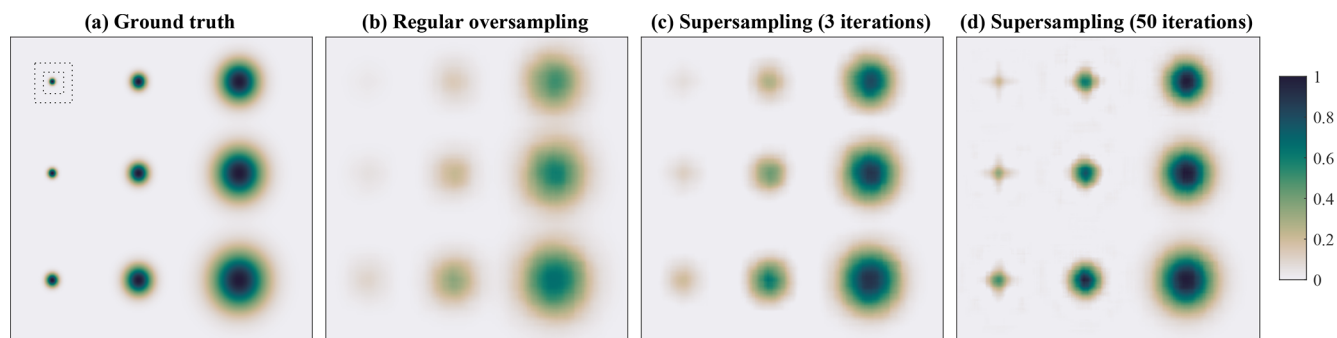 (a) Ground truth
(b) Regular oversampling
(c) Supersampling (3 iterations)
(d) Supersampling (50 iterations)
1
0.8
0.6
0.4
0.2
0